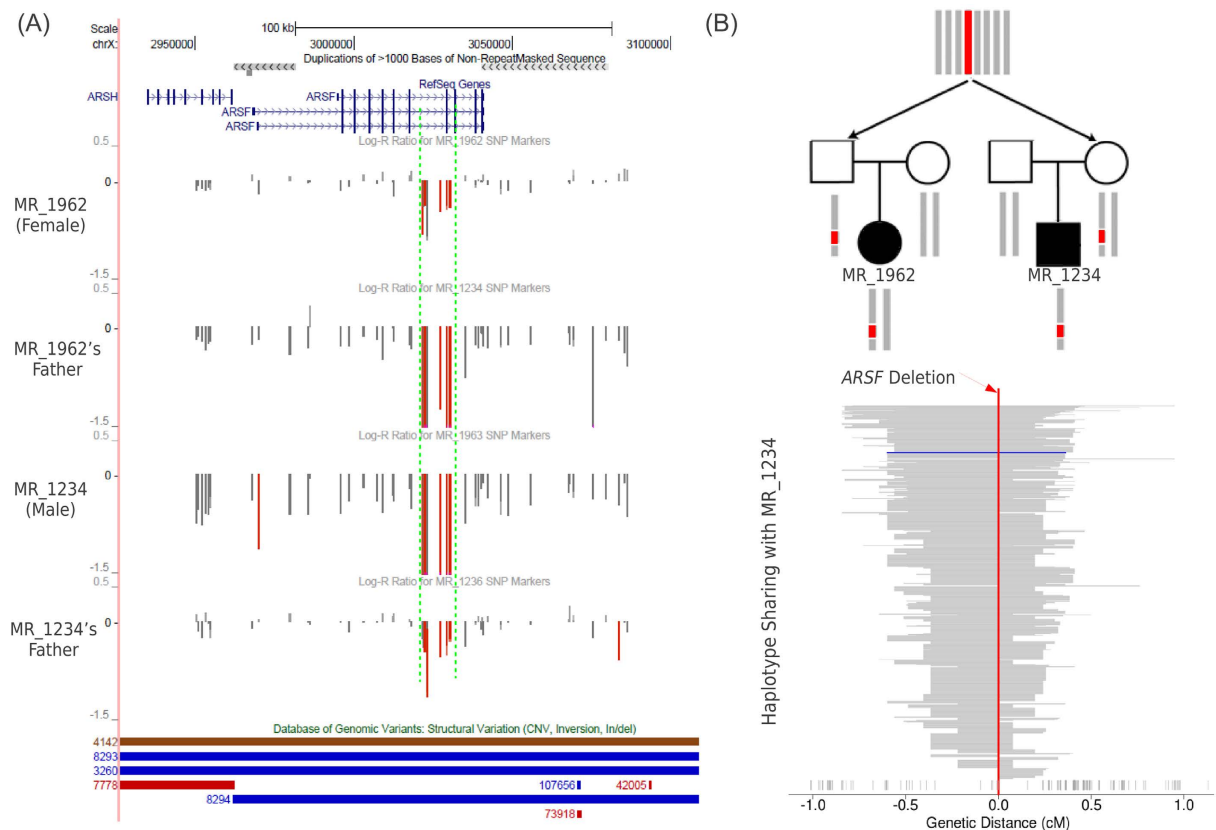 (A)
Scale
100 kb
chrX:
2950000
3000000
3050000
3100000
Duplications of >1000 Bases of Non-RepeatMasked Sequence
RefSeq Genes
ARSH
ARSF
ARSF
ARSF
0.5
Log-R Ratio for MR_1962 SNP Markers
0
MR_1962
(Female)
-1.5
0.5
Log-R Ratio for MR_1234 SNP Markers
0
MR_1962's
Father
-1.5
0.5
Log-R Ratio for MR_1963 SNP Markers
0
MR_1234
(Male)
-1.5
0.5
Log-R Ratio for MR_1236 SNP Markers
0
MR_1234's
Father
-1.5
Database of Genomic Variants: Structural Variation (CNV, Inversion, In/del)
4142
8293
3260
7778
107656
42005
8294
73918
(B)
MR_1962
MR_1234
ARSF Deletion
Haplotype Sharing with MR_1234
-1.0
-0.5
0.0
0.5
1.0
Genetic Distance (cM)